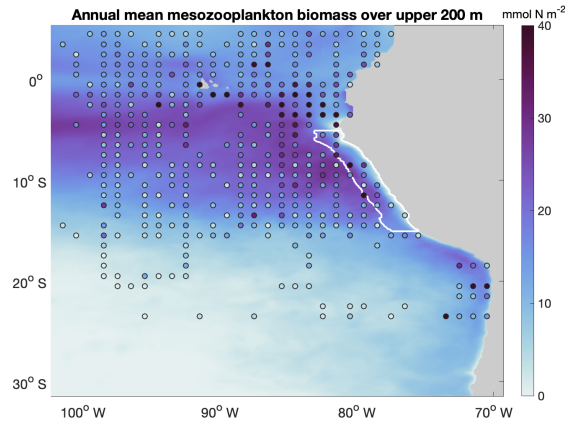 Annual mean mesozooplankton biomass over upper 200 m
mmol N m⁻²
40
30
20
10
0
0°
10° S
20° S
30° S
100° W
90° W
80° W
70° W